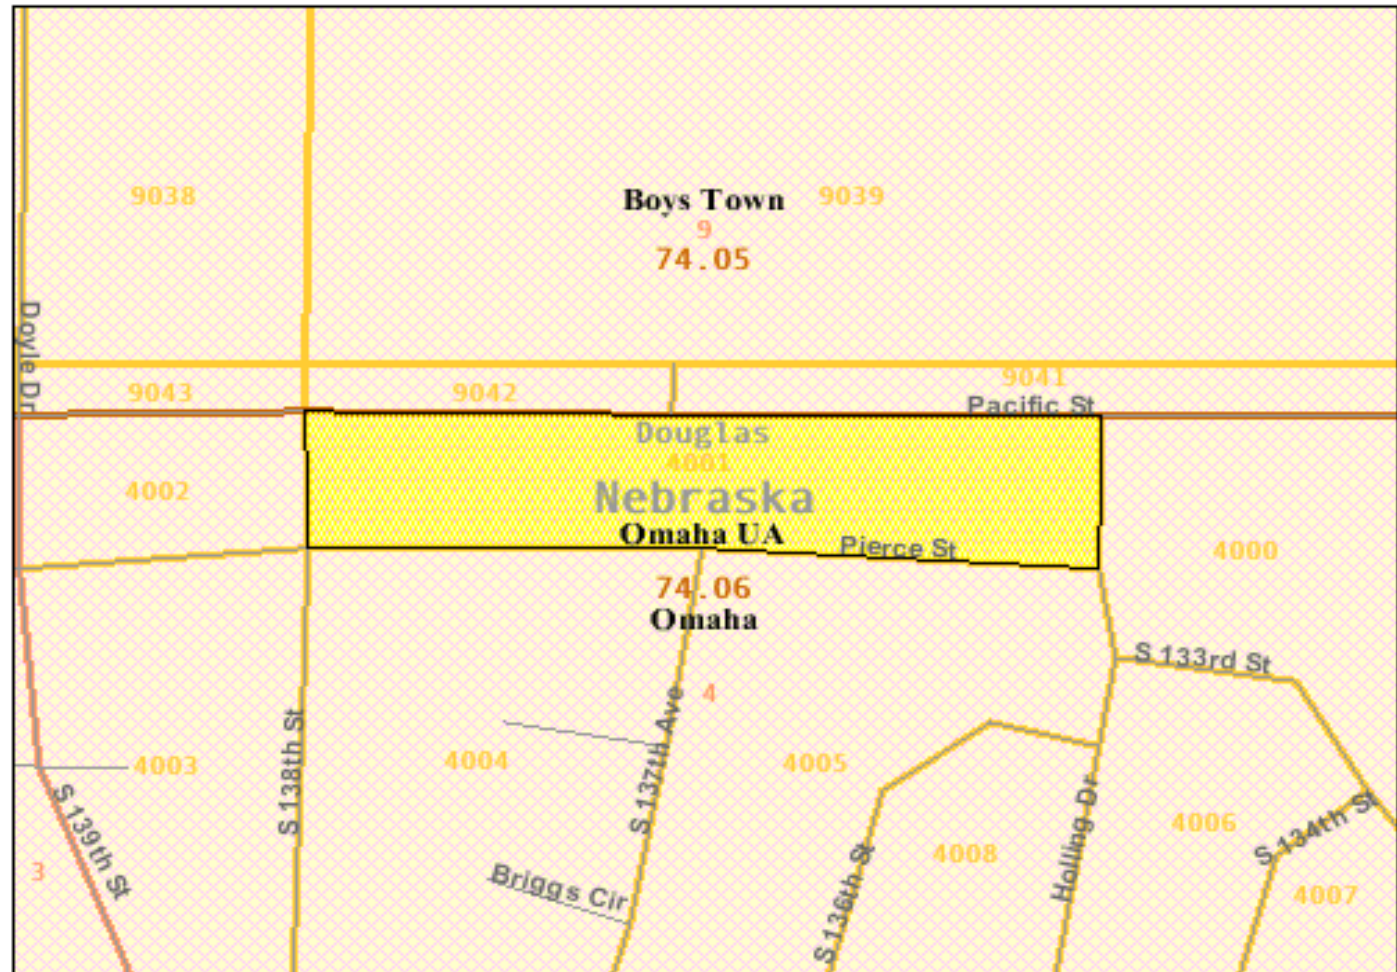 9038
Boys Town
9039
9
74.05
Doyle Dr
9043
9042
9041
Pacific St
Douglas
4001
4002
Nebraska
Omaha UA
Pierce St
4000
74.06
Omaha
S 133rd St
4
S 138th St
4003
4004
S 137th Ave
4005
S 139th St
Holling Dr
4006
S 134th St
3
Briggs Cir
S 136th St
4008
4007